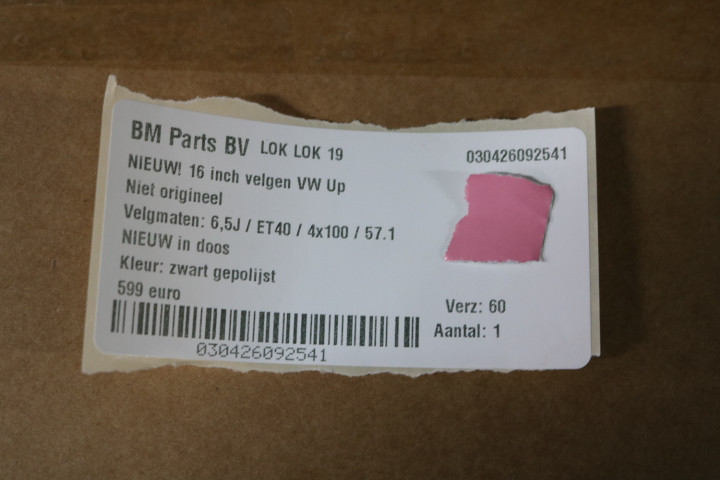 BM Parts BV LOK LOK 19
030426092541
NIEUW! 16 inch velgen VW Up
Niet origineel
Velgmaten: 6,5J / ET40 / 4x100 / 57.1
NIEUW in doos
Kleur: zwart gepolijst
599 euro
Verz: 60
Aantal: 1
030426092541